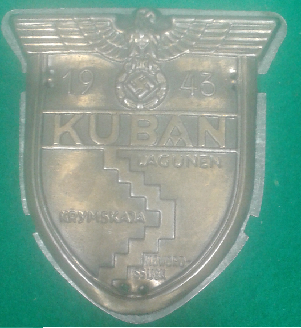 19 43
KUBAN
LAGUNEN
KRYMSKAJA